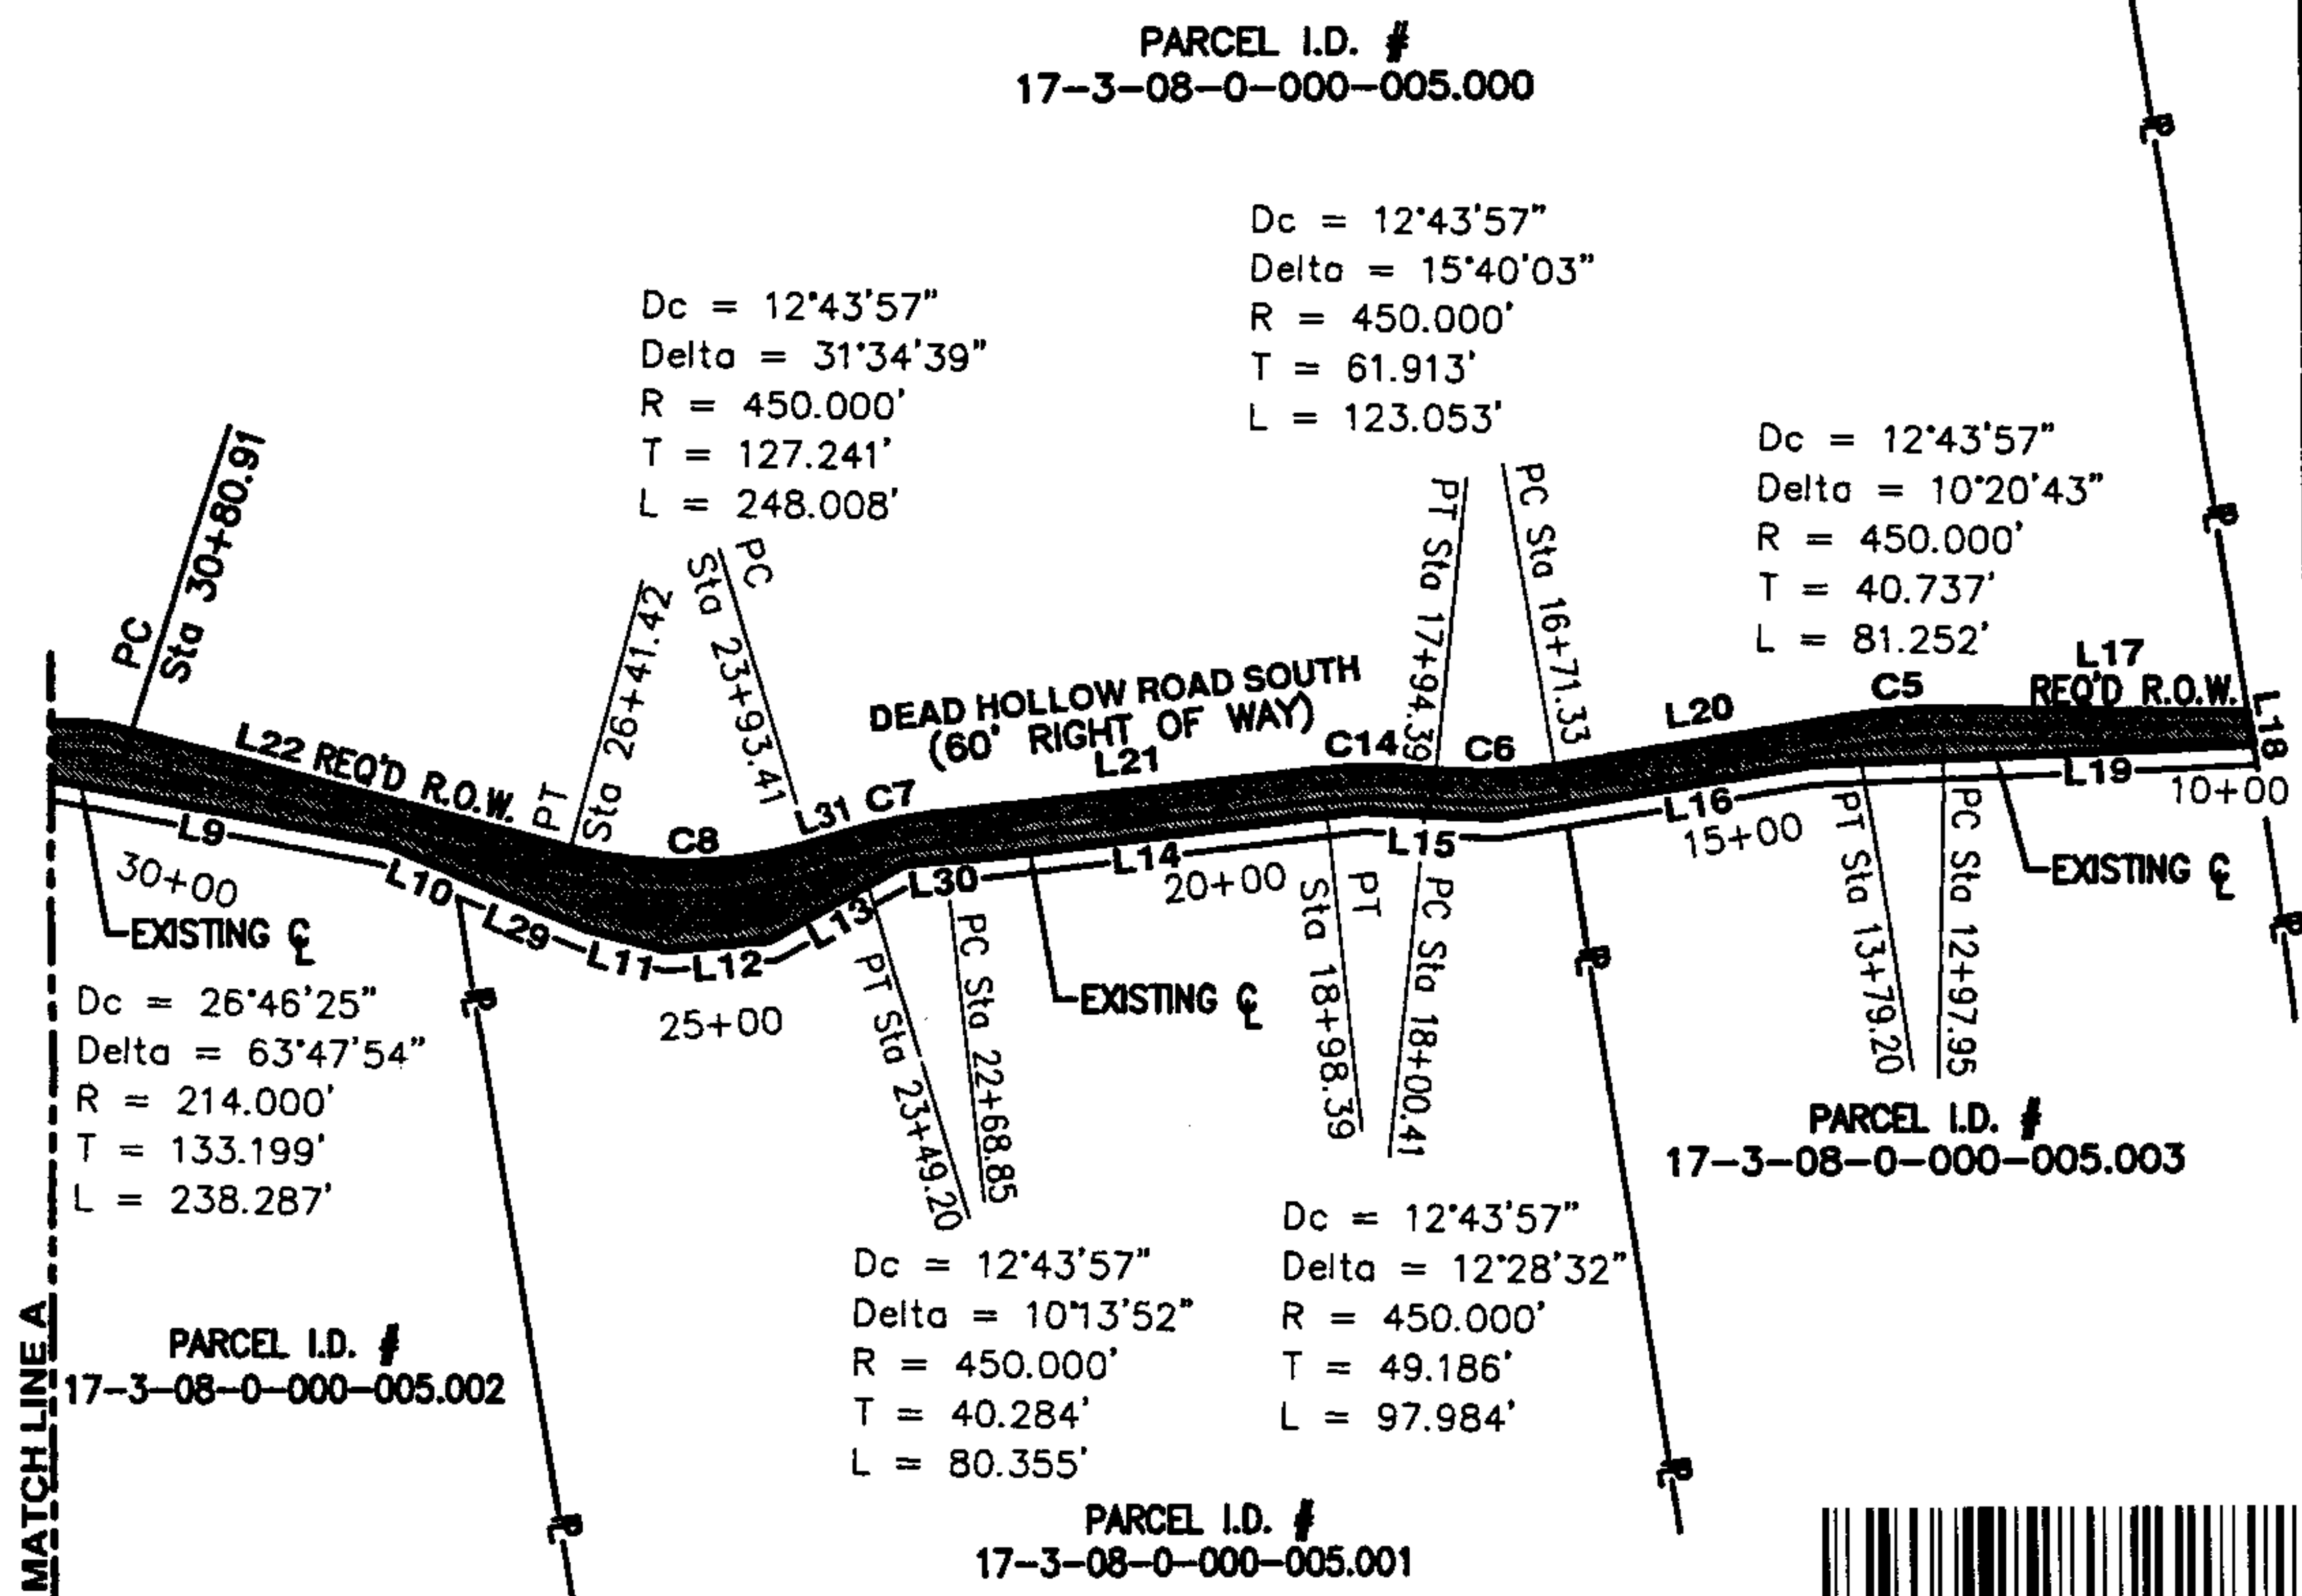 PARCEL I.D. #
17-3-08-0-000-005.000
Dc = 12°43'57"
Delta = 15°40'03"
R = 450.000'
T = 61.913'
L = 123.053'
Dc = 12°43'57"
Delta = 31°34'39"
R = 450.000'
T = 127.241'
L = 248.008'
Dc = 12°43'57"
Delta = 10°20'43"
R = 450.000'
T = 40.737'
L = 81.252'
PC
Sta 30+80.91
PT
Sta 26+41.42
PC
Sta 23+93.41
PT Sta 17+94.39
PC Sta 16+71.33
DEAD HOLLOW ROAD SOUTH
(60' RIGHT OF WAY)
L22 REQ'D R.O.W.
C8
L31
C7
L21
C14
C6
L20
C5
L17
REQ'D R.O.W.
L18
L9
L10
L29
L11
L12
L13
L30
L14
L15
L16
L19
30+00
25+00
20+00
15+00
10+00
EXISTING ℄
EXISTING ℄
EXISTING ℄
PT Sta 23+49.20
PC Sta 22+68.85
PT
Sta 18+98.39
PC Sta 18+00.41
PT Sta 13+79.20
PC Sta 12+97.95
Dc = 26°46'25"
Delta = 63°47'54"
R = 214.000'
T = 133.199'
L = 238.287'
Dc = 12°43'57"
Delta = 10°13'52"
R = 450.000'
T = 40.284'
L = 80.355'
Dc = 12°43'57"
Delta = 12°28'32"
R = 450.000'
T = 49.186'
L = 97.984'
PARCEL I.D. #
17-3-08-0-000-005.003
PARCEL I.D. #
17-3-08-0-000-005.002
PARCEL I.D. #
17-3-08-0-000-005.001
MATCH LINE A